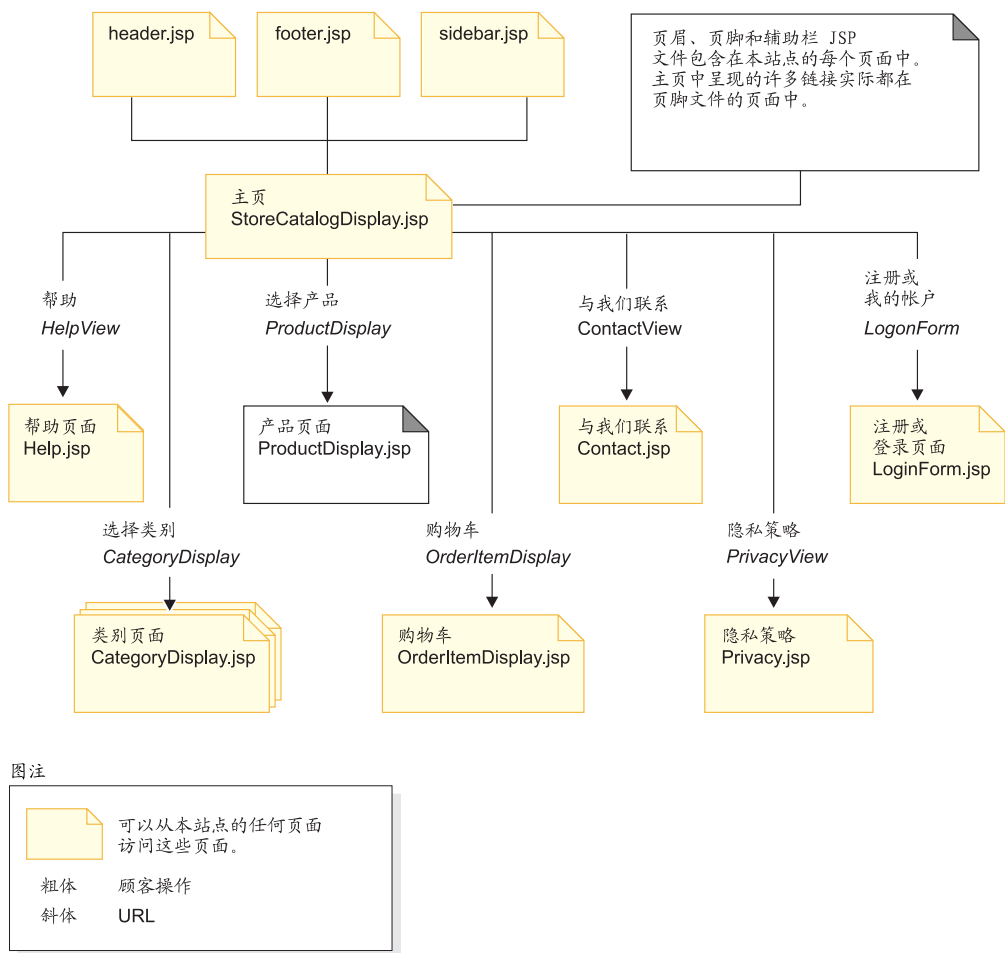 header.jsp
footer.jsp
sidebar.jsp
页眉、页脚和辅助栏 JSP
文件包含在本站点的每个页面中。
主页中呈现的许多链接实际都在
页脚文件的页面中。
主页
StoreCatalogDisplay.jsp
帮助
HelpView
选择产品
ProductDisplay
与我们联系
ContactView
注册或
我的帐户
LogonForm
帮助页面
Help.jsp
产品页面
ProductDisplay.jsp
与我们联系
Contact.jsp
注册或
登录页面
LoginForm.jsp
选择类别
CategoryDisplay
购物车
OrderItemDisplay
隐私策略
PrivacyView
类别页面
CategoryDisplay.jsp
购物车
OrderItemDisplay.jsp
隐私策略
Privacy.jsp
图注
可以从本站点的任何页面
访问这些页面。
粗体 顾客操作
斜体 URL